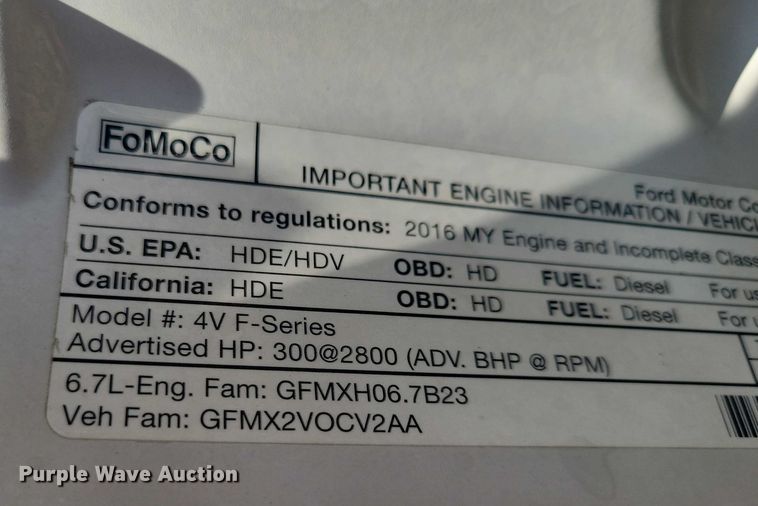 FoMoCo
Ford Motor Co
IMPORTANT ENGINE INFORMATION / VEHIC
Conforms to regulations: 2016 MY Engine and Incomplete Class
U.S. EPA: HDE/HDV OBD: HD FUEL: Diesel For us
California: HDE OBD: HD FUEL: Diesel For u
Model #: 4V F-Series
Advertised HP: 300@2800 (ADV. BHP @ RPM)
6.7L-Eng. Fam: GFMXH06.7B23
Veh Fam: GFMX2VOCV2AA
Purple Wave Auction